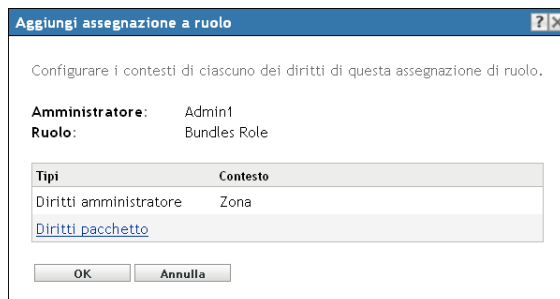 Aggiungi assegnazione a ruolo
Configurare i contesti di ciascuno dei diritti di questa assegnazione di ruolo.
Amministratore: Admin1
Ruolo: Bundles Role
Tipi Contesto
Diritti amministratore Zona
Diritti pacchetto
OK Annulla